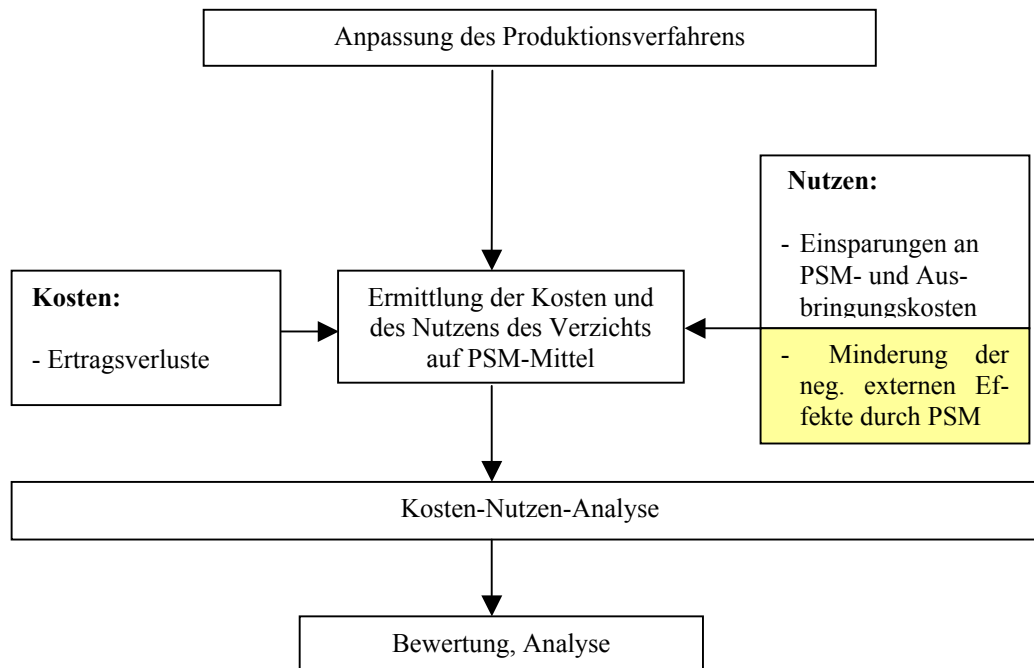 Anpassung des Produktionsverfahrens
Nutzen:
- Einsparungen an
PSM- und Aus-
bringungskosten
- Minderung der
neg. externen Ef-
fekte durch PSM
Kosten:
- Ertragsverluste
Ermittlung der Kosten und
des Nutzens des Verzichts
auf PSM-Mittel
Kosten-Nutzen-Analyse
Bewertung, Analyse